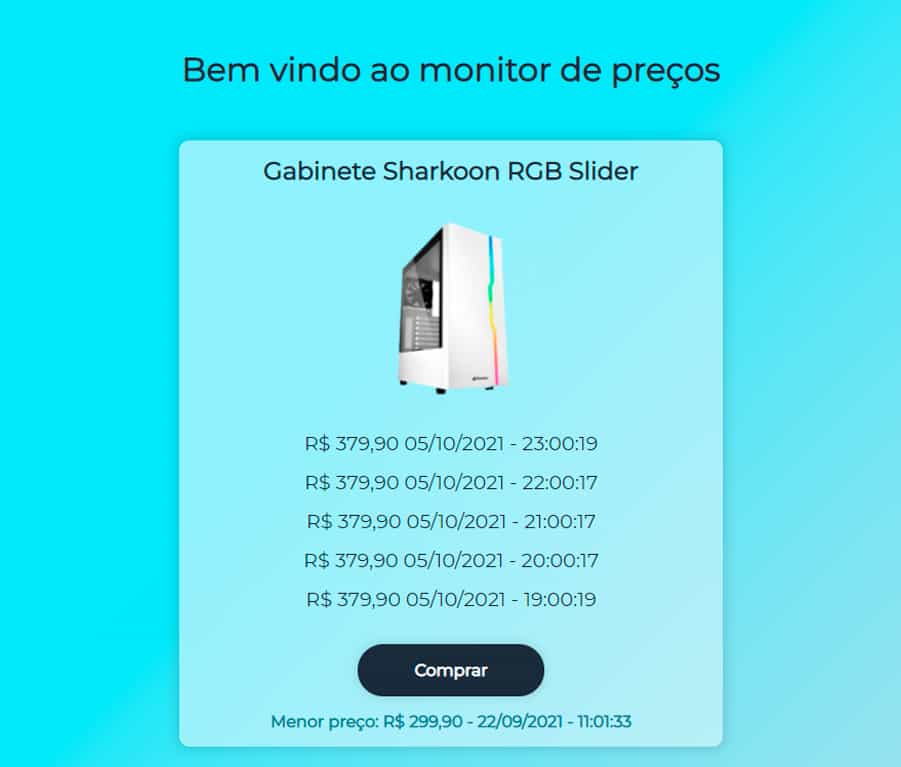 Bem vindo ao monitor de preços
Gabinete Sharkoon RGB Slider
R$ 379,90 05/10/2021 - 23:00:19
R$ 379,90 05/10/2021 - 22:00:17
R$ 379,90 05/10/2021 - 21:00:17
R$ 379,90 05/10/2021 - 20:00:17
R$ 379,90 05/10/2021 - 19:00:19
Comprar
Menor preço: R$ 299,90 - 22/09/2021 - 11:01:33